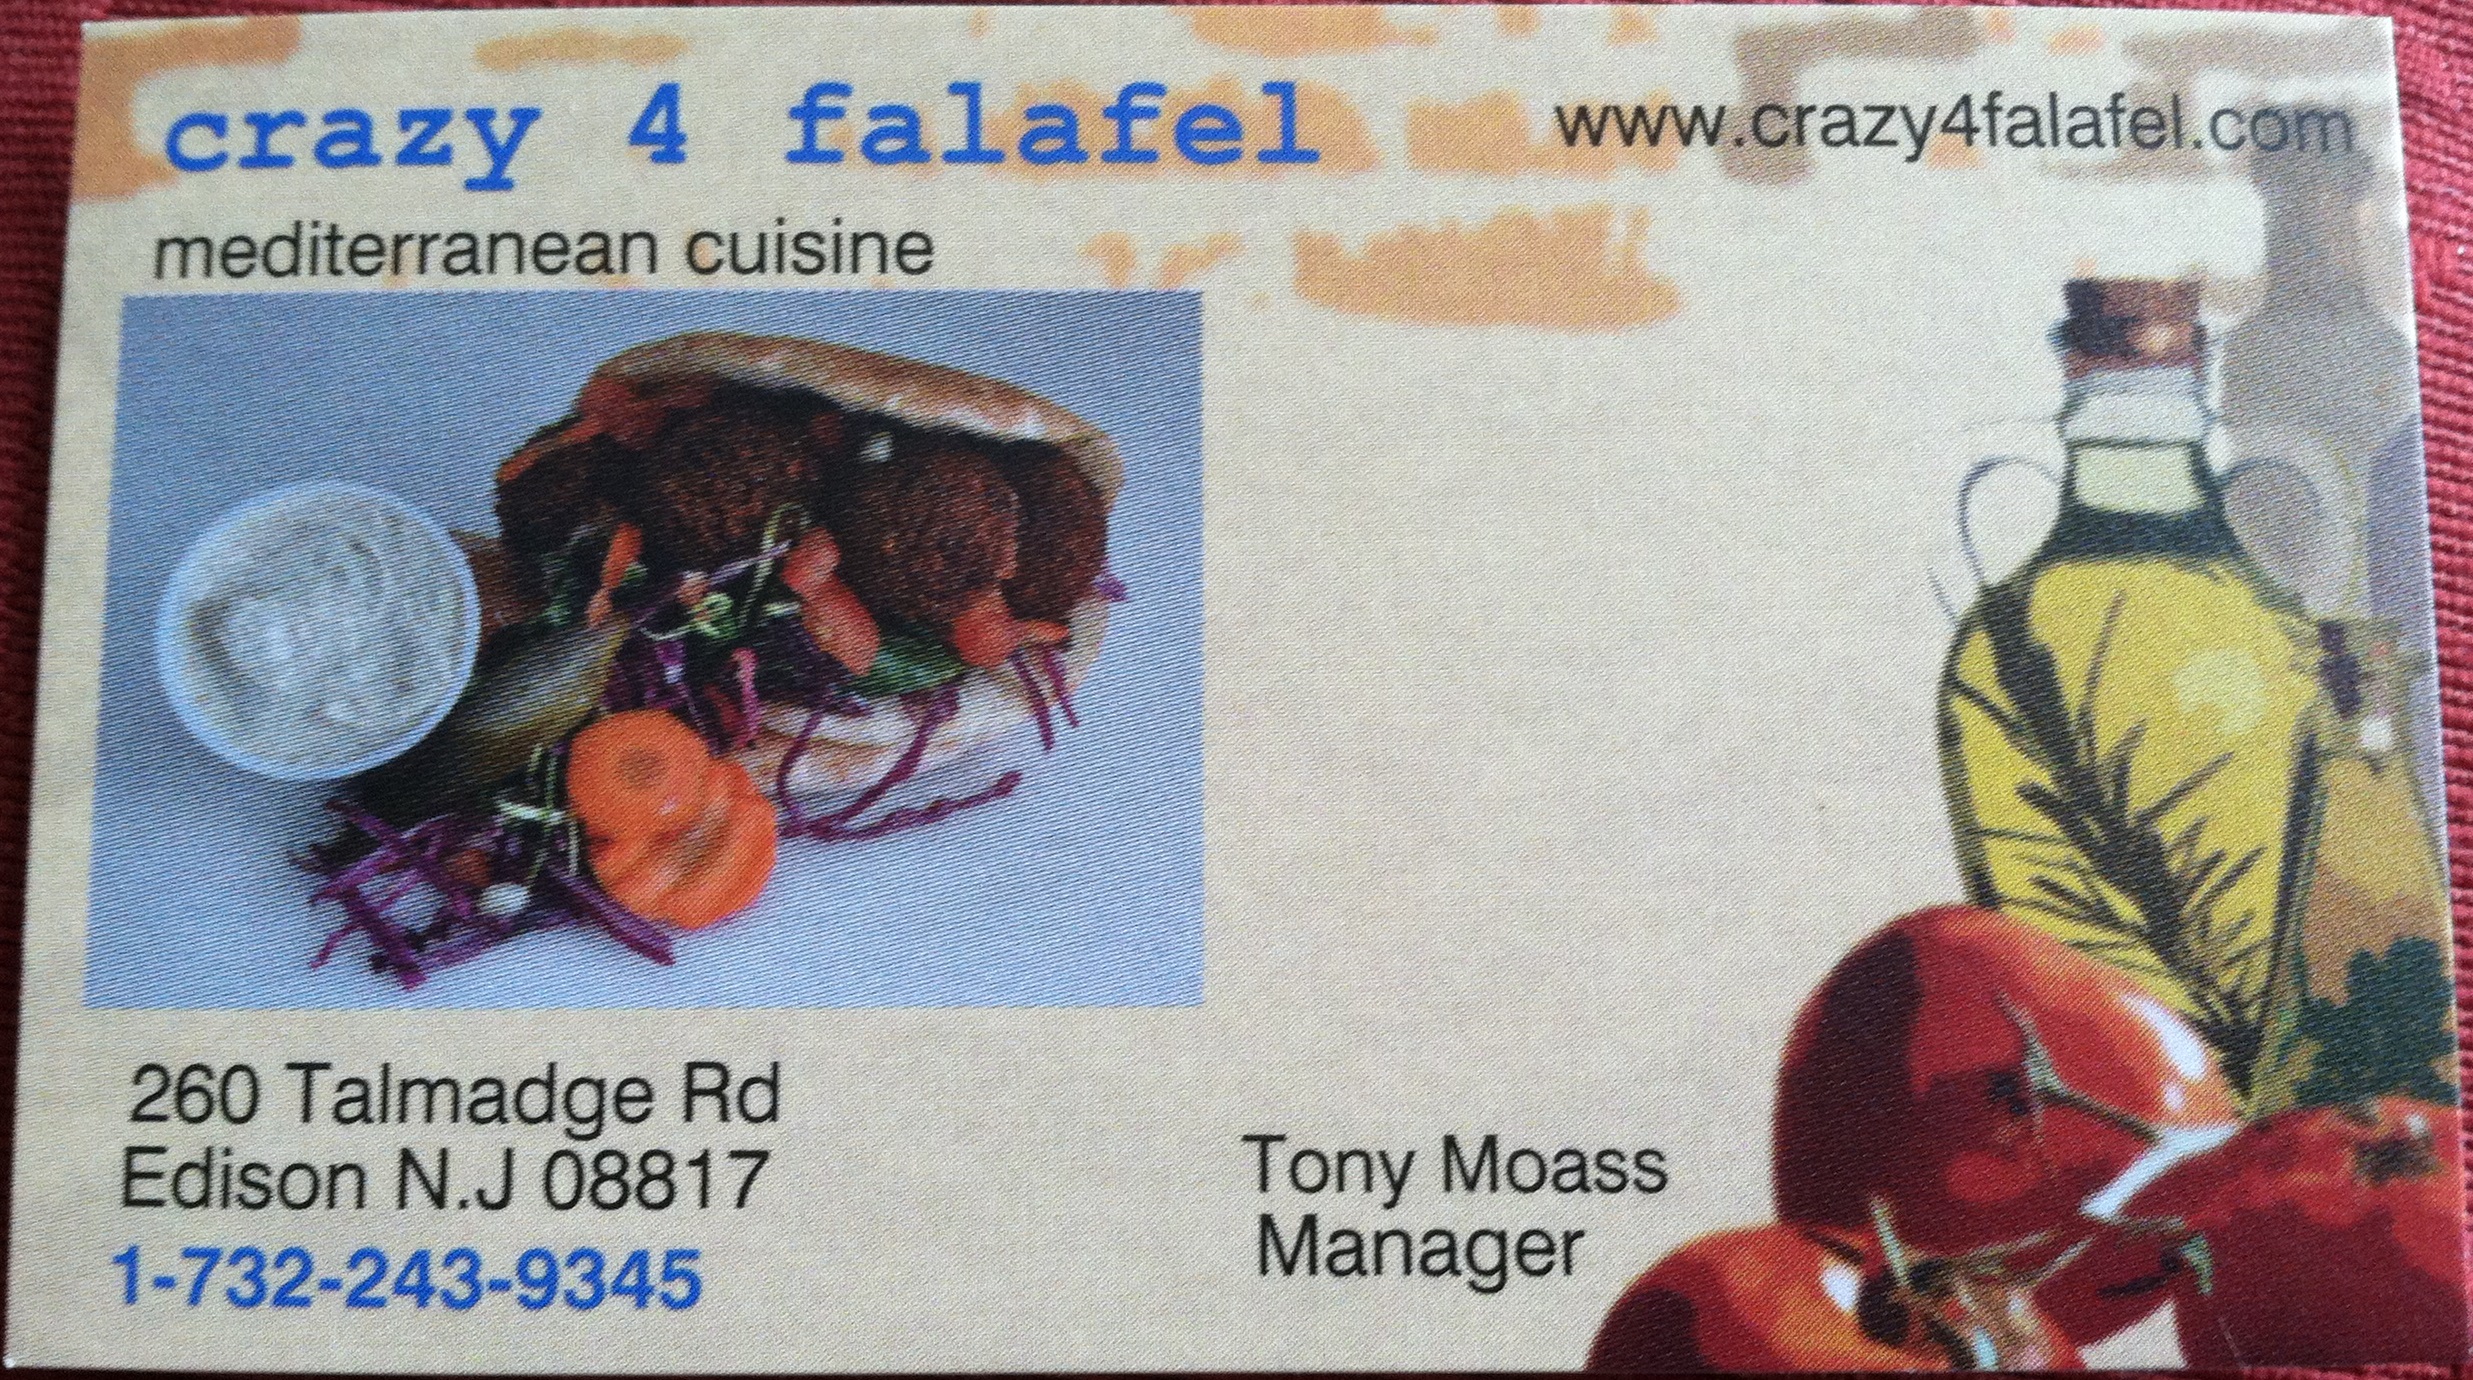 crazy 4 falafel
www.crazy4falafel.com
mediterranean cuisine
260 Talmadge Rd
Edison N.J 08817
1-732-243-9345
Tony Moass
Manager